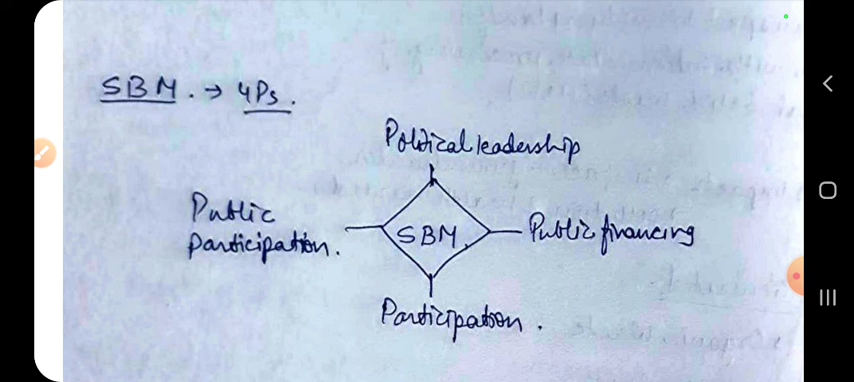 SBM. → 4Ps.
Political leadership
Public
participation.
SBM.
Public financing
Participation.